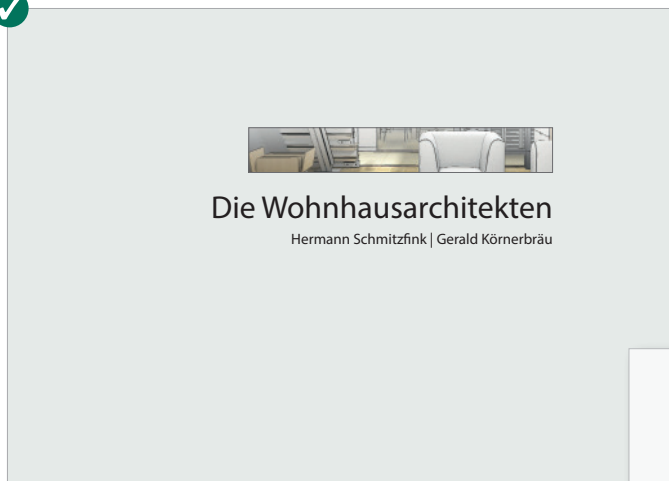 Die Wohnhausarchitekten
Hermann Schmitzfink | Gerald Körnerbräu